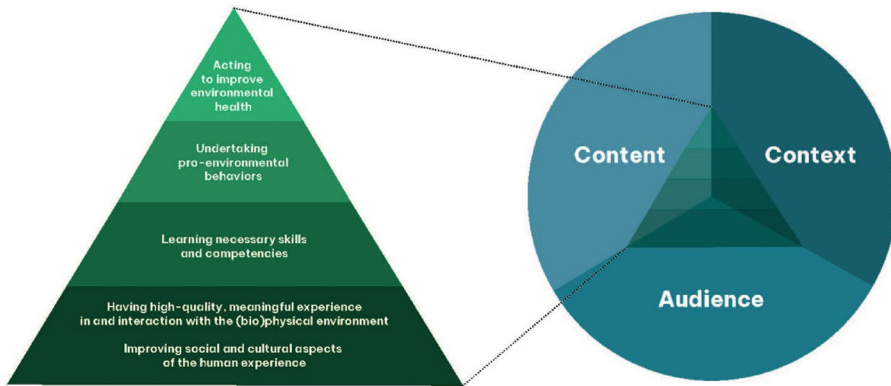 Acting
to improve
environmental
health
Undertaking
pro-environmental
behaviors
Learning necessary skills
and competencies
Having high-quality, meaningful experience
in and interaction with the (bio)physical environment
Improving social and cultural aspects
of the human experience
Content
Context
Audience